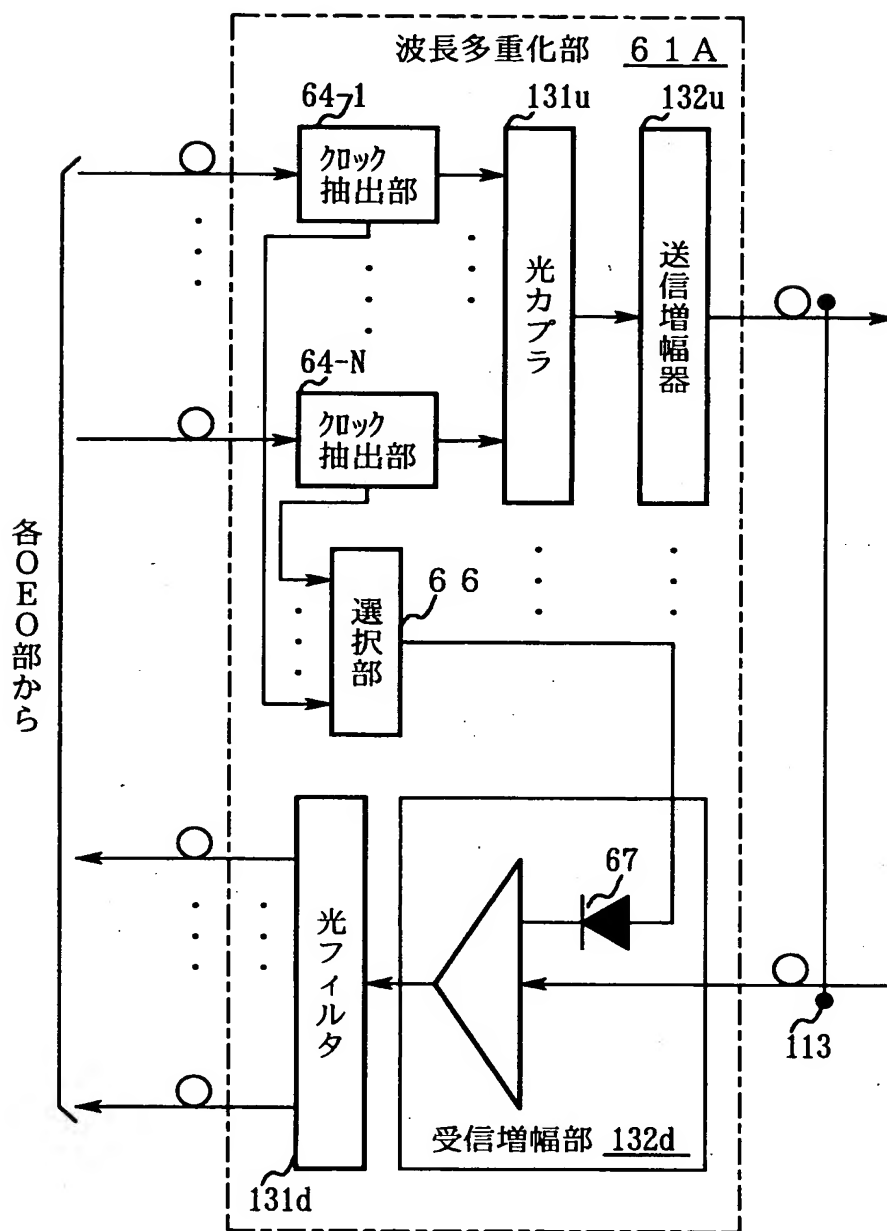 波長多重化部 61A
64-1
131u
132u
クロック
抽出部
光カプラ
送信増幅器
64-N
クロック
抽出部
各OEO部から
選択部
66
67
光フィルタ
113
受信増幅部 132d
131d